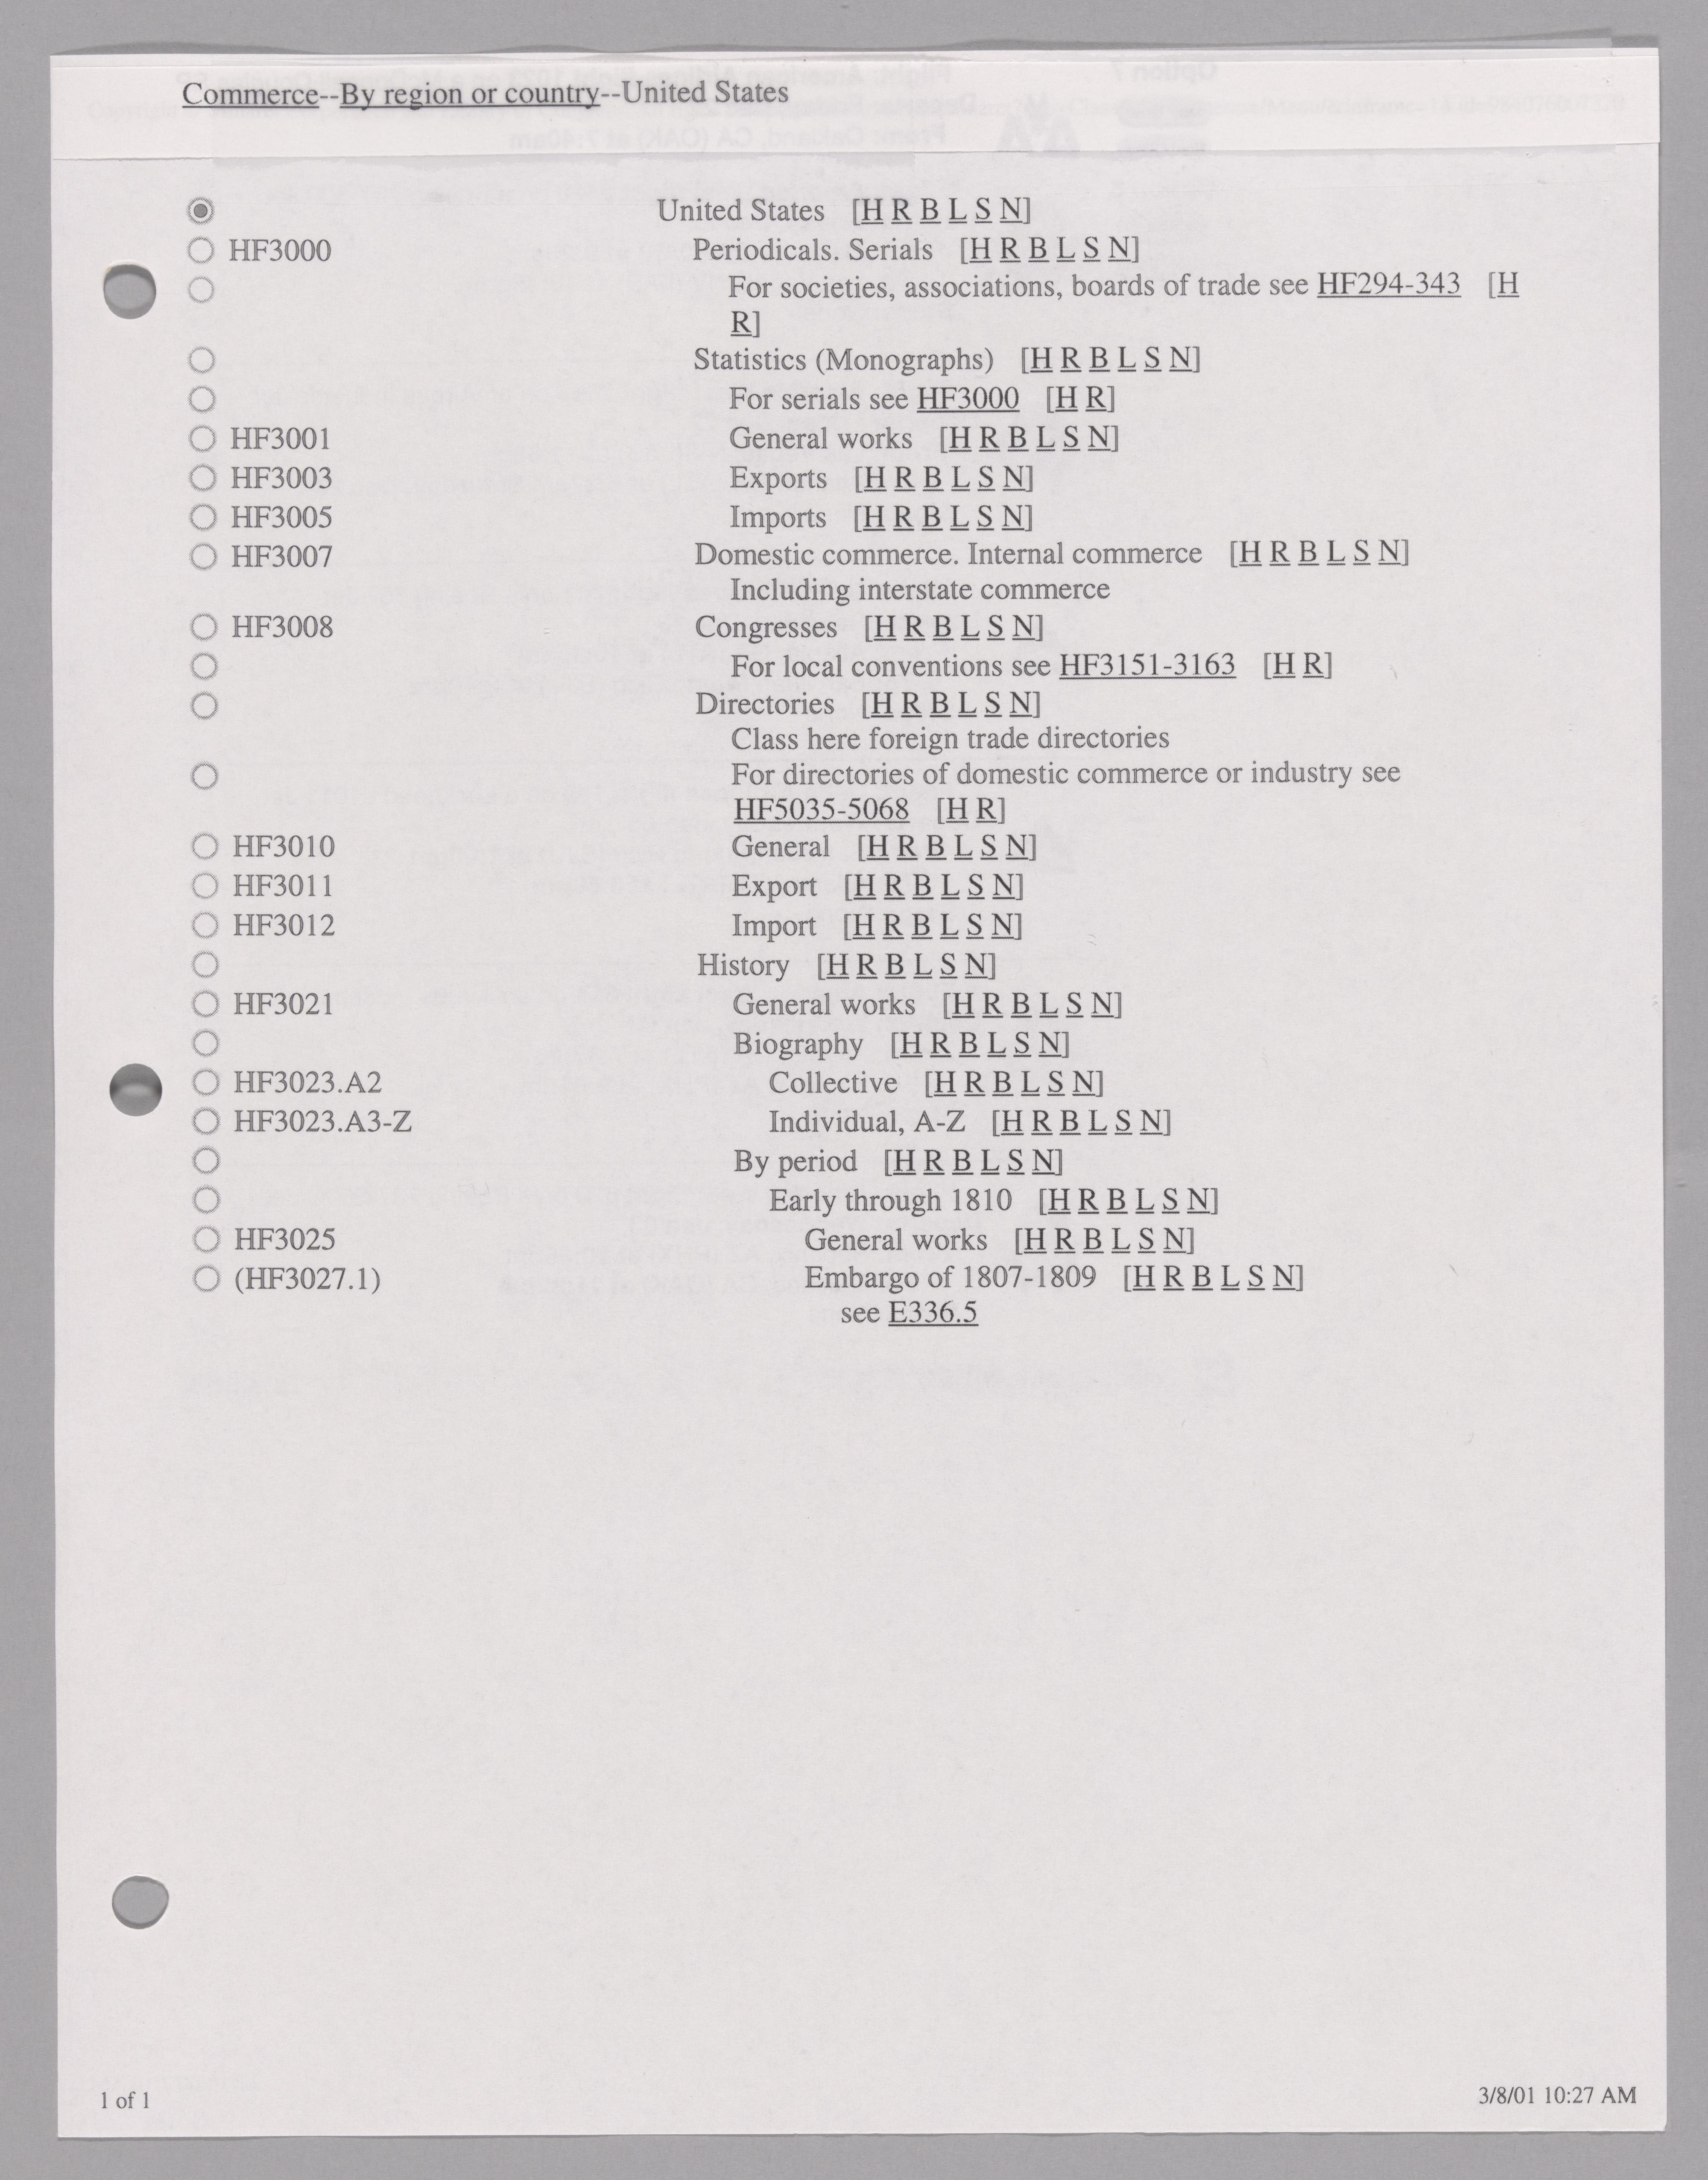 Commerce--By region or country--United States
United States [H R B L S N]
HF3000 Periodicals. Serials [H R B L S N]
For societies, associations, boards of trade see HF294-343 [H
R]
Statistics (Monographs) [H R B L S N]
For serials see HF3000 [H R]
HF3001 General works [H R B L S N]
HF3003 Exports [H R B L S N]
HF3005 Imports [H R B L S N]
HF3007 Domestic commerce. Internal commerce [H R B L S N]
Including interstate commerce
HF3008 Congresses [H R B L S N]
For local conventions see HF3151-3163 [H R]
Directories [H R B L S N]
Class here foreign trade directories
For directories of domestic commerce or industry see
HF5035-5068 [H R]
HF3010 General [H R B L S N]
HF3011 Export [H R B L S N]
HF3012 Import [H R B L S N]
History [H R B L S N]
HF3021 General works [H R B L S N]
Biography [H R B L S N]
HF3023.A2 Collective [H R B L S N]
HF3023.A3-Z Individual, A-Z [H R B L S N]
By period [H R B L S N]
Early through 1810 [H R B L S N]
HF3025 General works [H R B L S N]
(HF3027.1) Embargo of 1807-1809 [H R B L S N]
see E336.5
1 of 1
3/8/01 10:27 AM